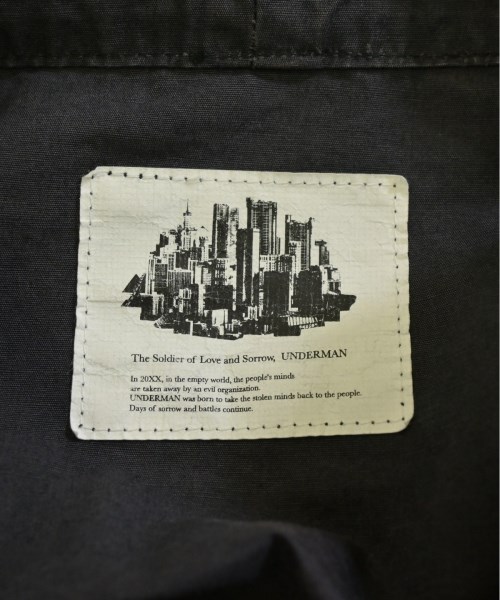 The Soldier of Love and Sorrow, UNDERMAN
In 20XX, in the empty world, the people's minds
are taken away by an evil organization.
UNDERMAN was born to take the stolen minds back to the people.
Days of sorrow and battles continue.